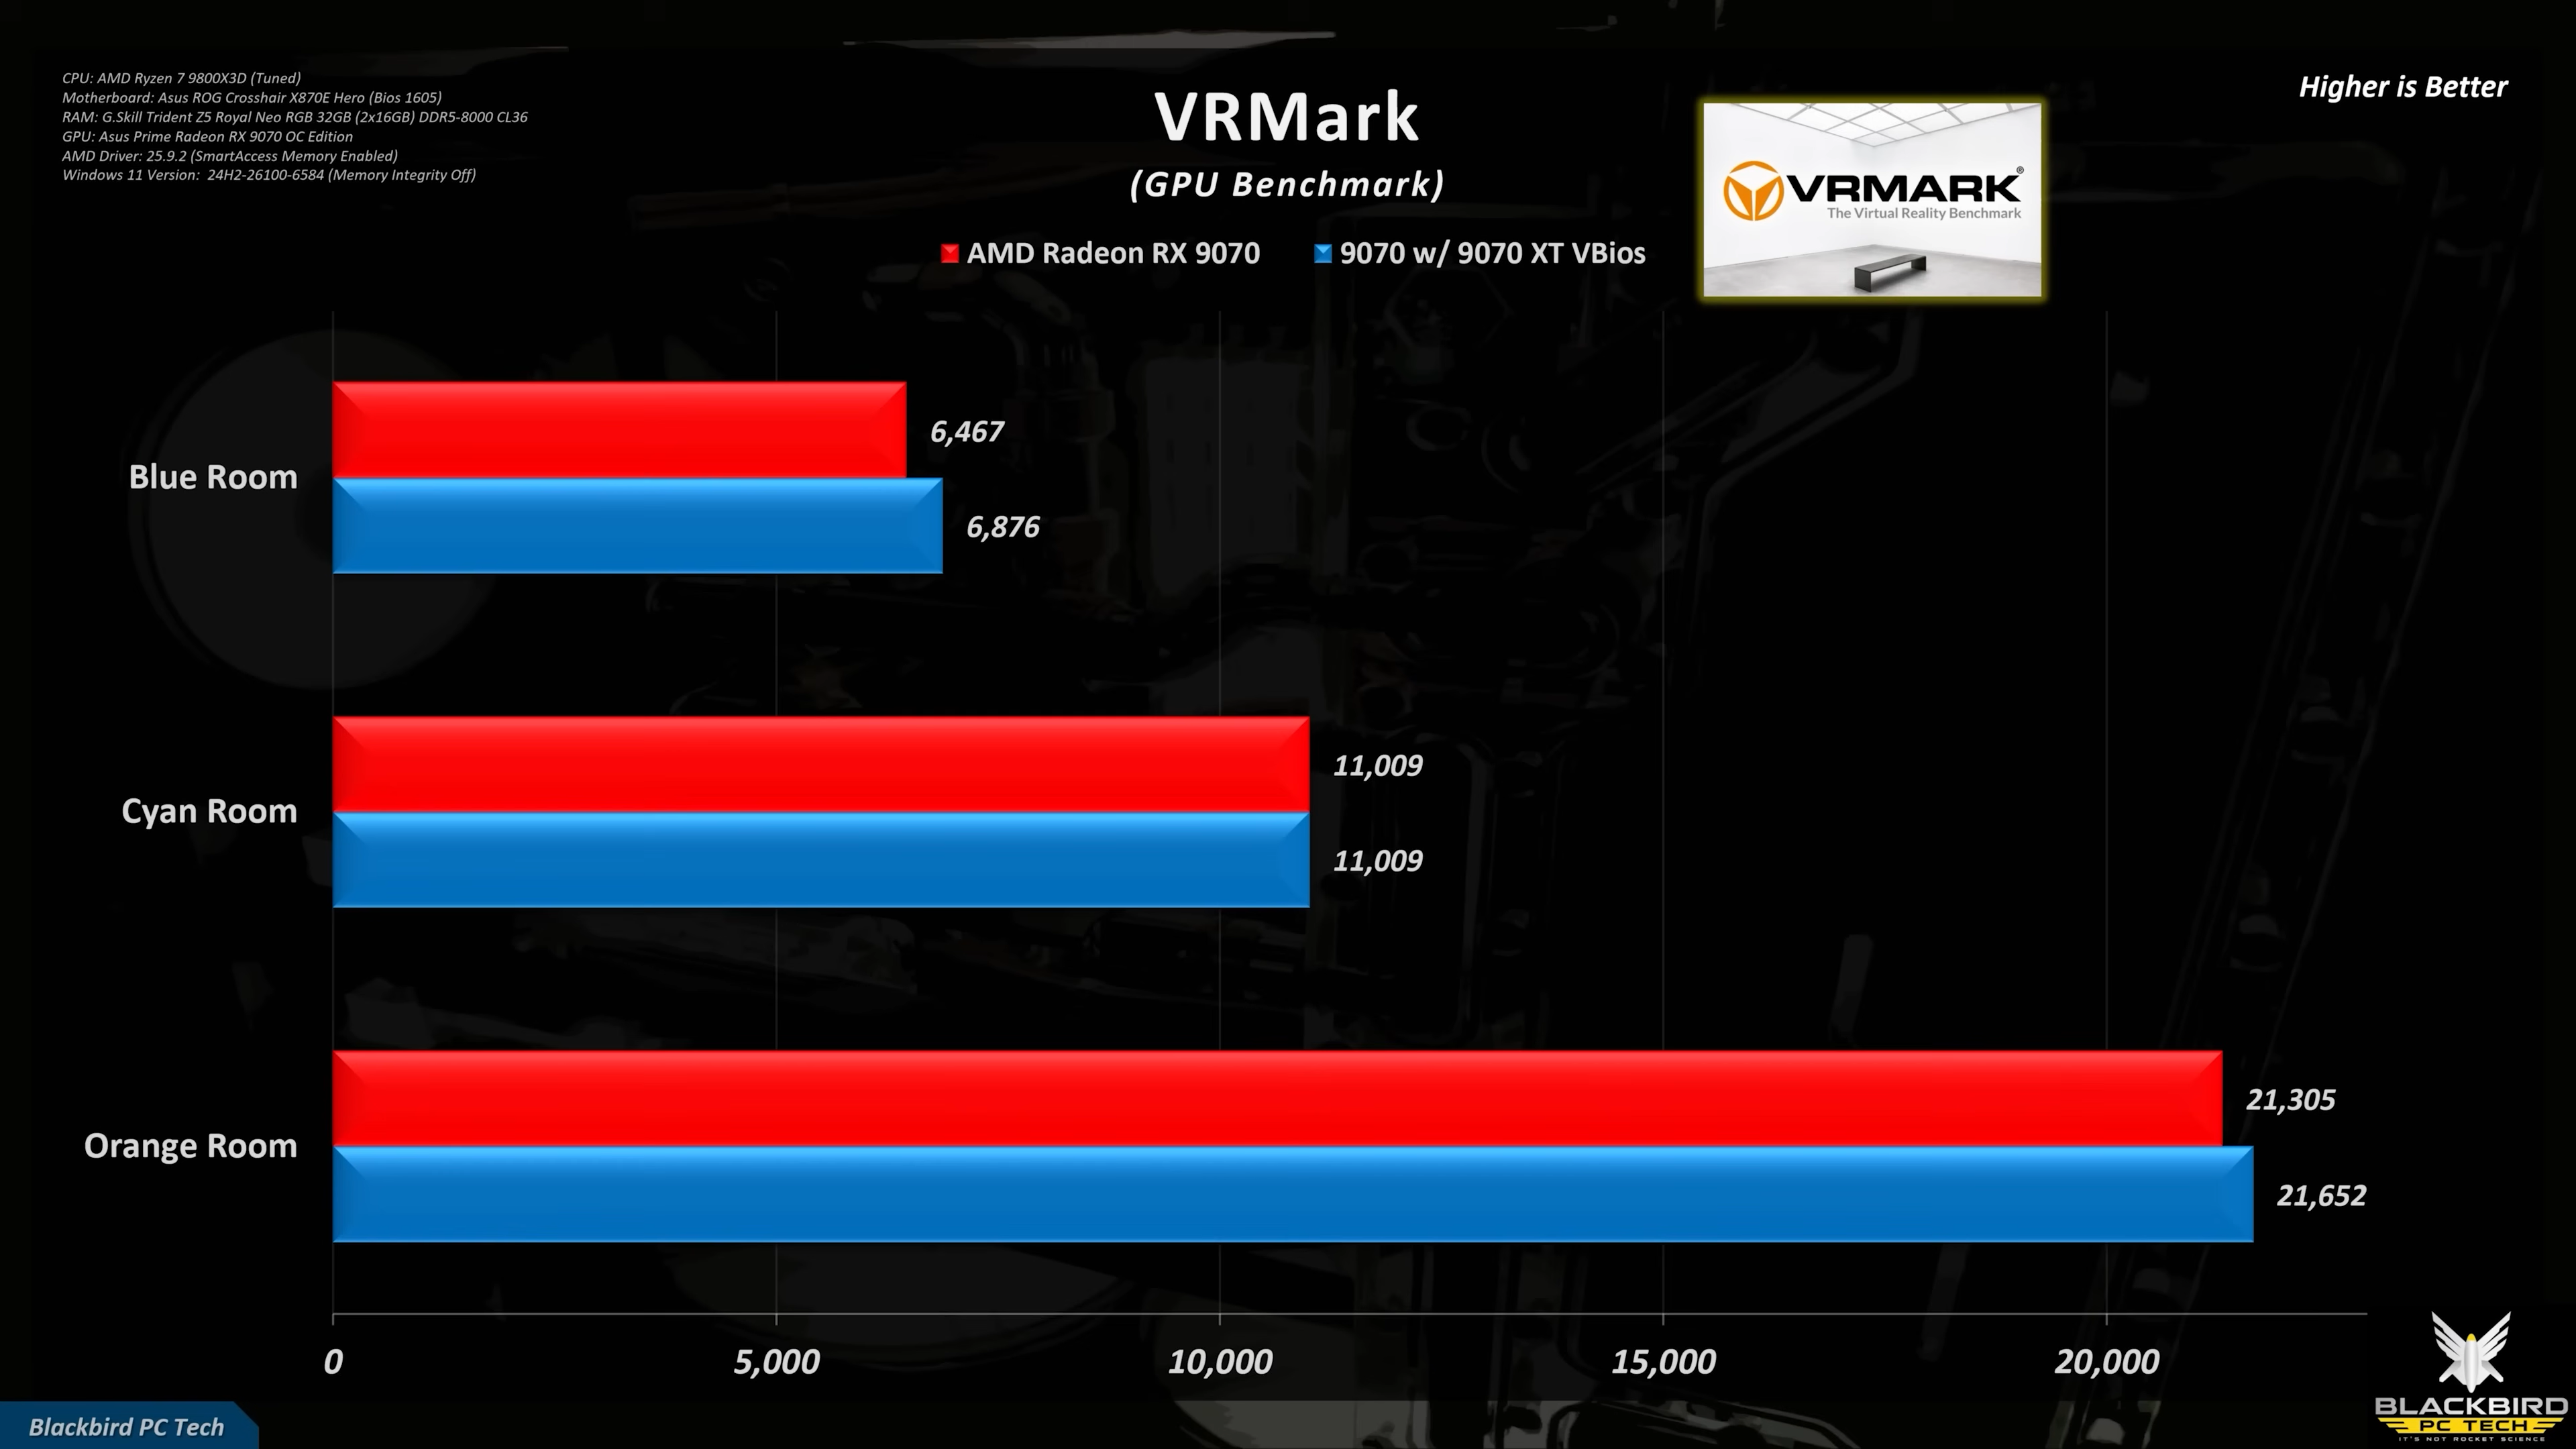 CPU: AMD Ryzen 7 9800X3D (Tuned)
Motherboard: Asus ROG Crosshair X870E Hero (Bios 1605)
RAM: G.Skill Trident Z5 Royal Neo RGB 32GB (2x16GB) DDR5-8000 CL36
GPU: Asus Prime Radeon RX 9070 OC Edition
AMD Driver: 25.9.2 (SmartAccess Memory Enabled)
Windows 11 Version: 24H2-26100-6584 (Memory Integrity Off)
VRMark
(GPU Benchmark)
AMD Radeon RX 9070
9070 w/ 9070 XT VBios
VRMARK®
The Virtual Reality Benchmark
Higher is Better
Blue Room
6,467
6,876
Cyan Room
11,009
11,009
Orange Room
21,305
21,652
0
5,000
10,000
15,000
20,000
Blackbird PC Tech
BLACKBIRD
PC TECH
IT'S NOT ROCKET SCIENCE